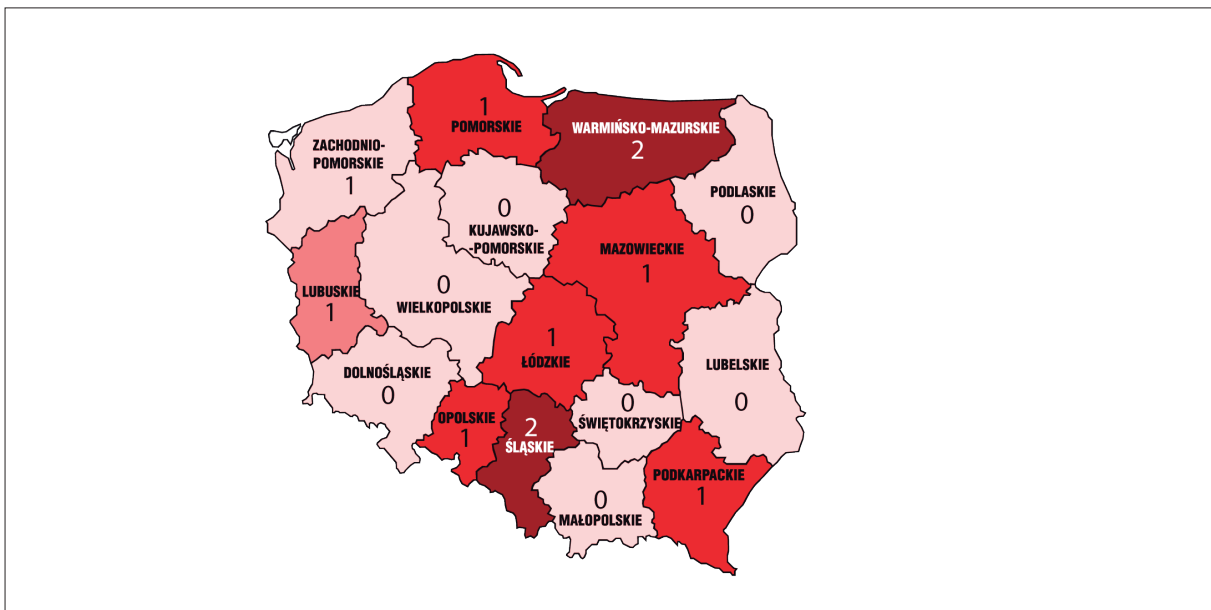 1
POMORSKIE
WARMIŃSKO-MAZURSKIE
2
ZACHODNIO-
POMORSKIE
1
PODLASKIE
0
0
KUJAWSKO-
-POMORSKIE
MAZOWIECKIE
1
LUBUSKIE
1
0
WIELKOPOLSKIE
1
ŁÓDZKIE
LUBELSKIE
0
DOLNOŚLĄSKIE
0
OPOLSKIE
1
2
ŚLĄSKIE
0
ŚWIĘTOKRZYSKIE
PODKARPACKIE
1
0
MAŁOPOLSKIE